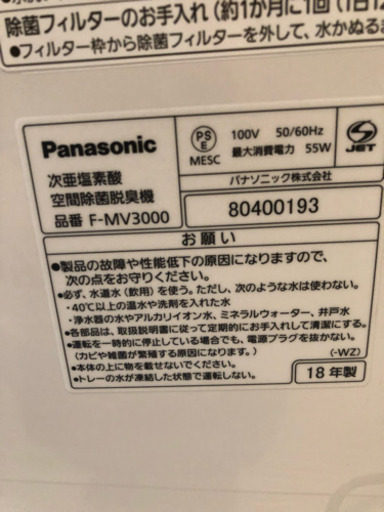 除菌フィルターのお手入れ(約1か月に1回(1日12
●フィルター枠から除菌フィルターを外して、水かぬるま
Panasonic
次亜塩素酸
空間除菌脱臭機
品番 F-MV3000
PS
E
MESC
100V 50/60Hz
最大消費電力 55W
JET
パナソニック株式会社
80400193
お願い
●製品の故障や性能低下の原因になりますので、
次の点をお守りください。
●必ず、水道水(飲用)を使う。ただし、次のような水は使わない。
・40℃以上の温水や洗剤を入れた水
・浄水器の水やアルカリイオン水、ミネラルウォーター、井戸水
●各部品は、取扱説明書に従って定期的にお手入れして清潔にする。
●運転を一時的に停止している場合でも、電源プラグを抜かない。
(カビや雑菌が繁殖する原因になります)
●本体の上に物を載せないでください。
●トレーの水が凍結した状態で運転しない。
(-WZ)
18年製